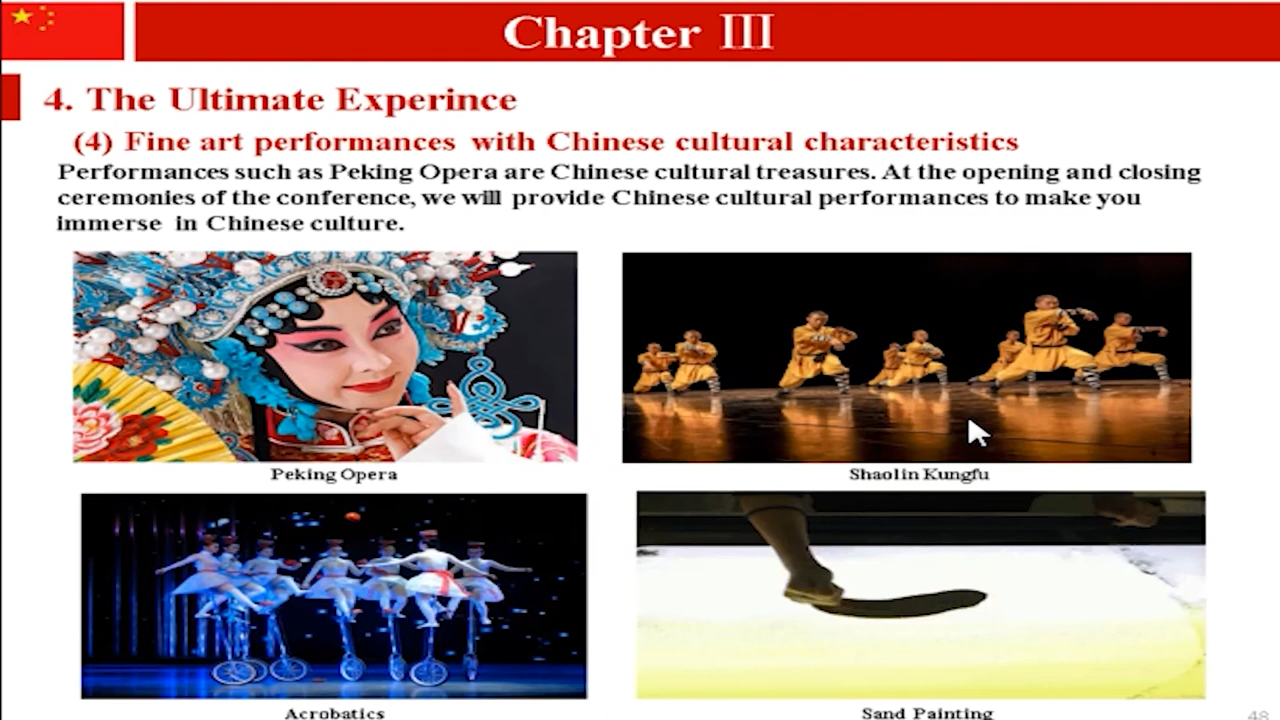 Chapter Ⅲ
4. The Ultimate Experince
(4) Fine art performances with Chinese cultural characteristics
Performances such as Peking Opera are Chinese cultural treasures. At the opening and closing
ceremonies of the conference, we will provide Chinese cultural performances to make you
immerse in Chinese culture.
Peking Opera
Shaolin Kungfu
Acrobatics
Sand Painting
48